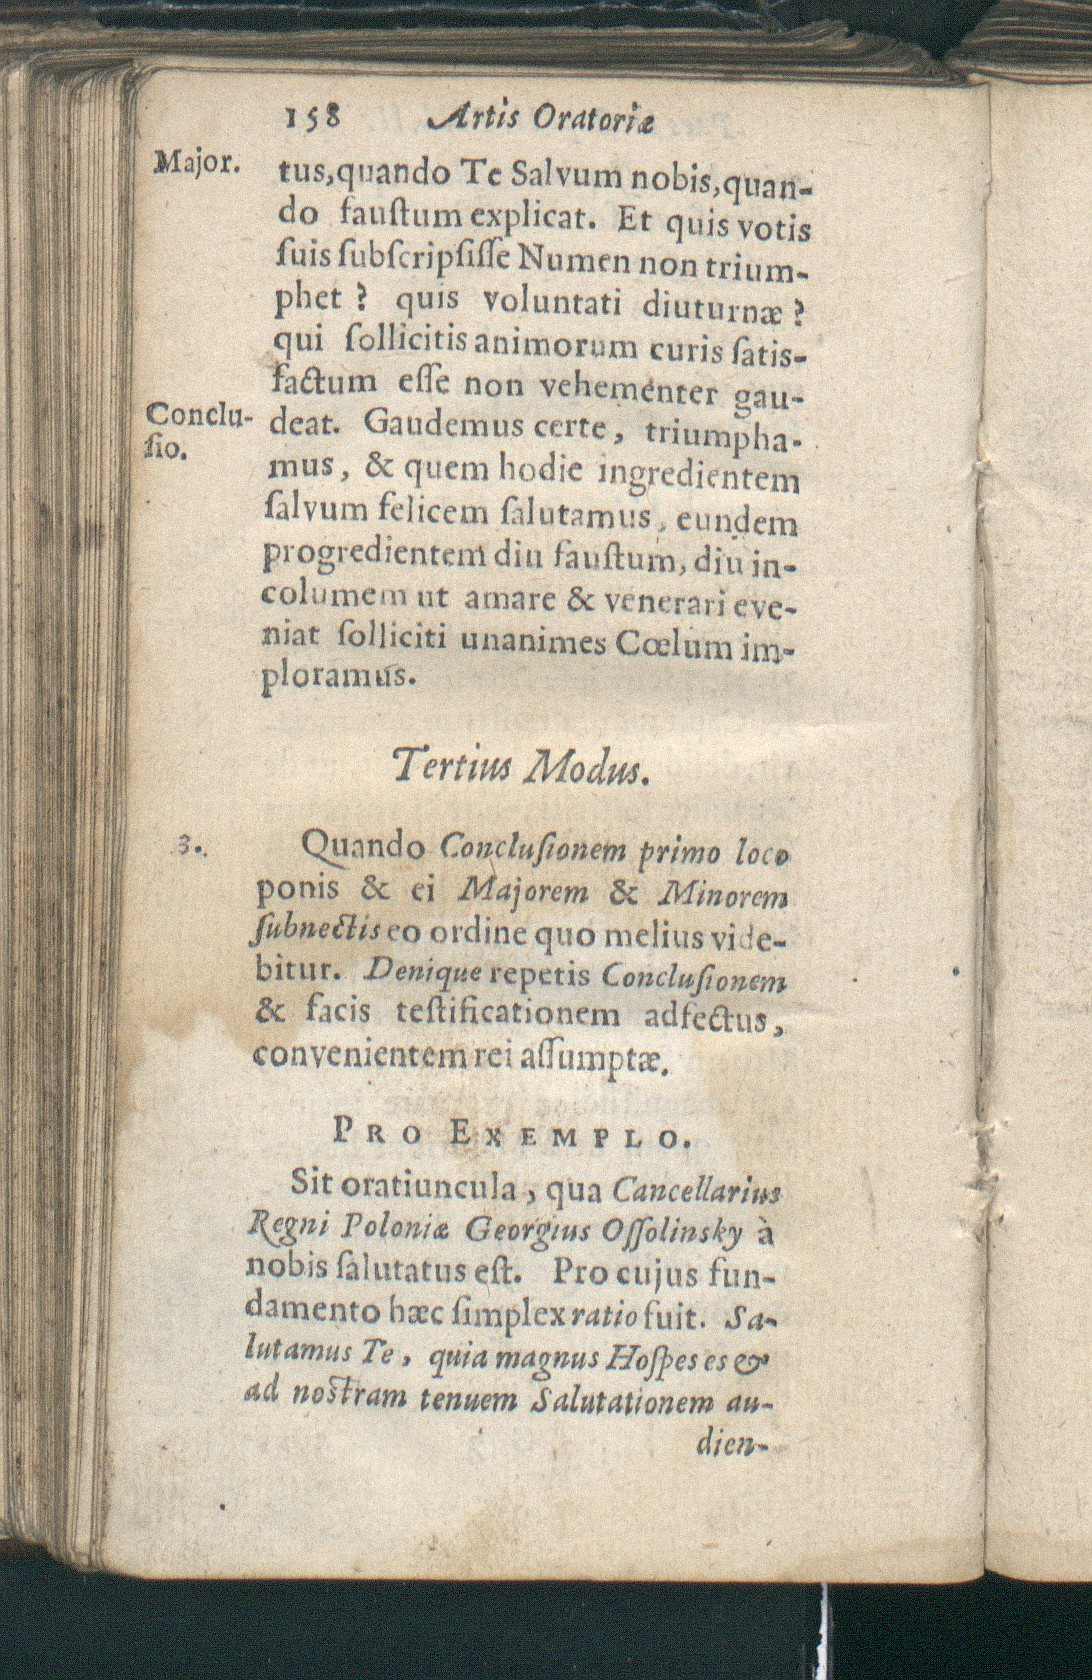 158 Artis Oratoriæ
Major.
tus,quando Te Salvum nobis,quan-
do fauſtum explicat. Et quis votis
ſuis ſubſcripſiſſe Numen non trium-
phet ? quis voluntati diuturnæ ?
qui ſollicitis animorum curis ſatis-
factum eſſe non vehementer gau-
Conclu-
ſio.
deat. Gaudemus certe, triumpha-
mus, & quem hodie ingredientem
ſalvum felicem ſalutamus, eundem
progredientem diu fauſtum, diu in-
columem ut amare & venerari eve-
niat ſolliciti unanimes Cœlum im-
ploramus.
Tertius Modus.
3.
Quando Concluſionem primo loco
ponis & ei Majorem & Minorem
ſubnectis eo ordine quo melius vide-
bitur. Denique repetis Concluſionem
& facis teſtificationem adfectus,
convenientem rei aſſumptæ.
PRO EXEMPLO.
Sit oratiuncula, qua Cancellarius
Regni Poloniæ Georgius Oſſolinsky à
nobis ſalutatus eſt. Pro cujus fun-
damento hæc ſimplex ratio fuit. Sa-
lutamus Te, quia magnus Hoſpes es &
ad noſtram tenuem Salutationem au-
dien-